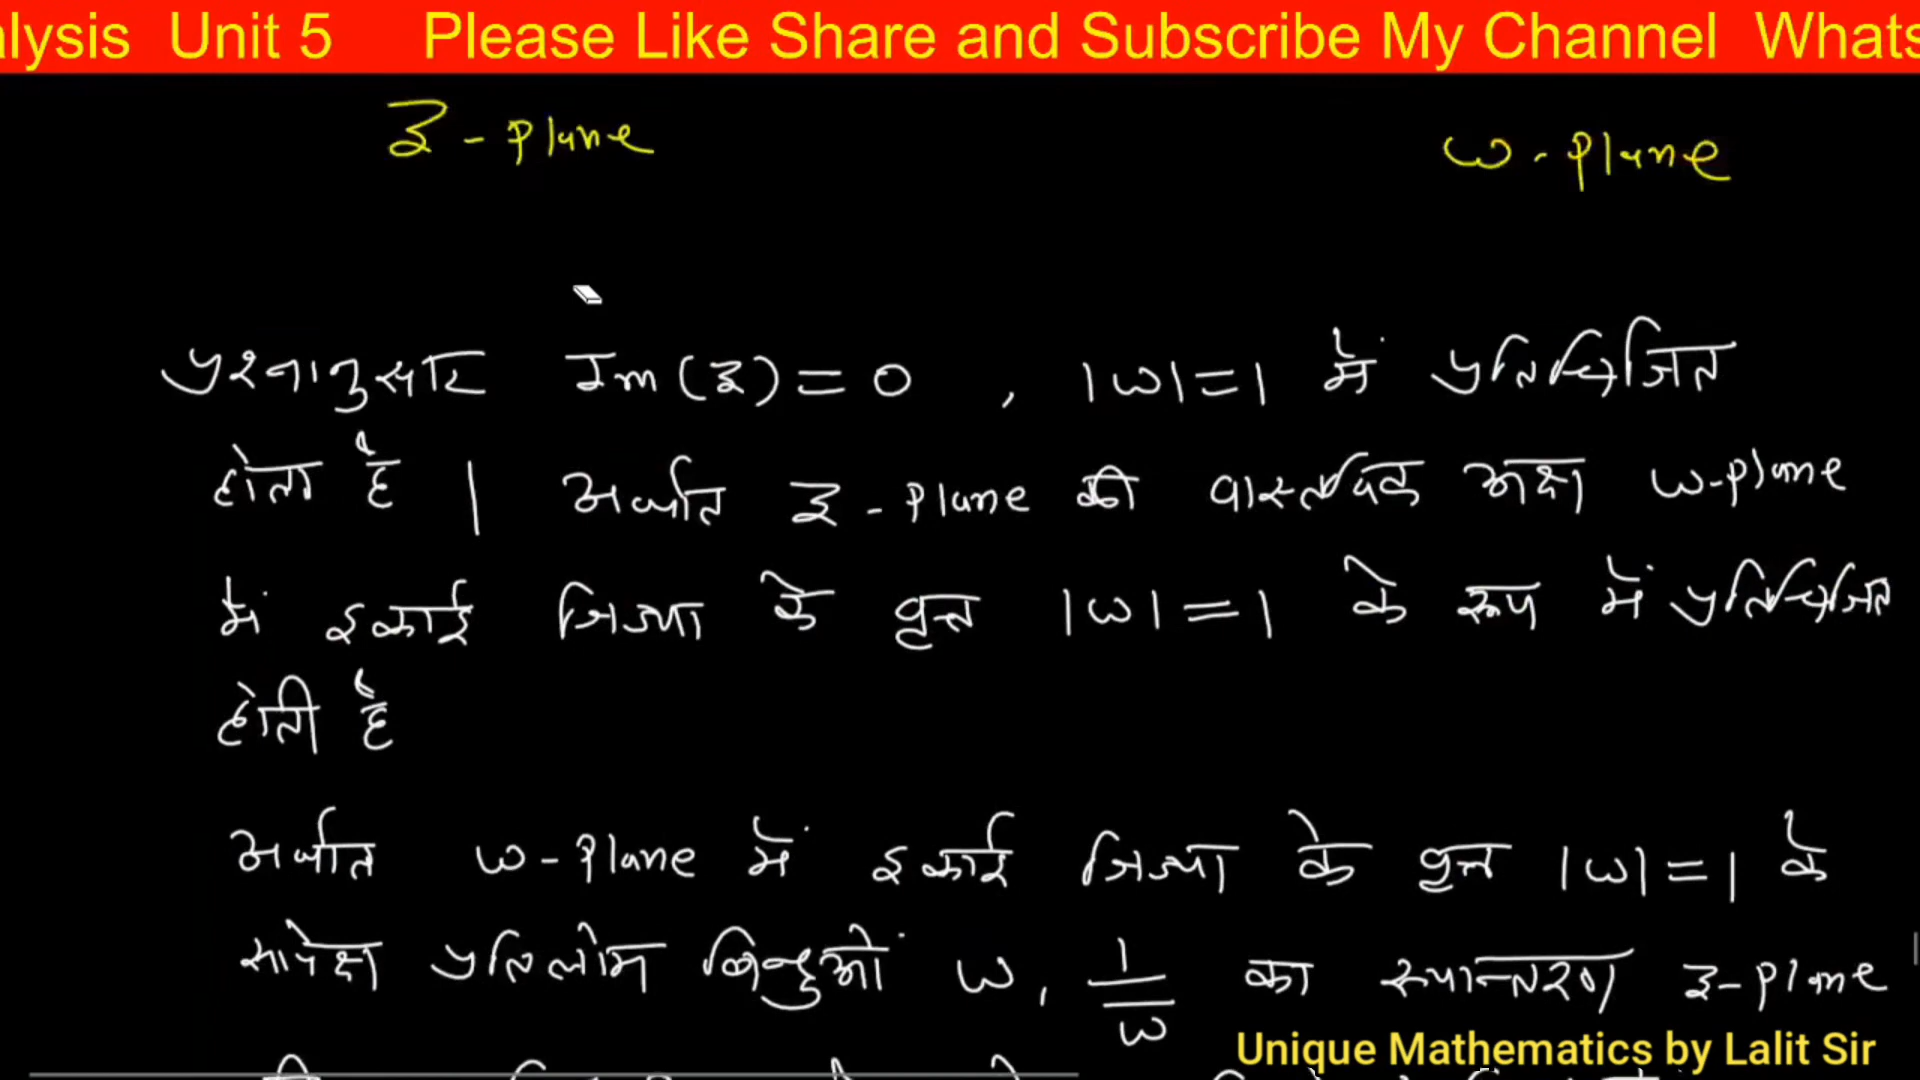 lysis Unit 5 Please Like Share and Subscribe My Channel Whats
z - plane
w - plane
प्रश्नानुसार Im(z) = 0 , |w| = 1 में प्रतिचित्रित
होता है | अर्थात z - plane की वास्तविक अक्ष w-plane
में इकाई त्रिज्या के वृत्त |w| = 1 के रूप में प्रतिचित्रित
होती है
अर्थात w - plane में इकाई त्रिज्या के वृत्त |w| = 1 के
सापेक्ष प्रतिलोम बिन्दुओं w, 1/w̅ का रूपान्तरण z-plane
Unique Mathematics by Lalit Sir